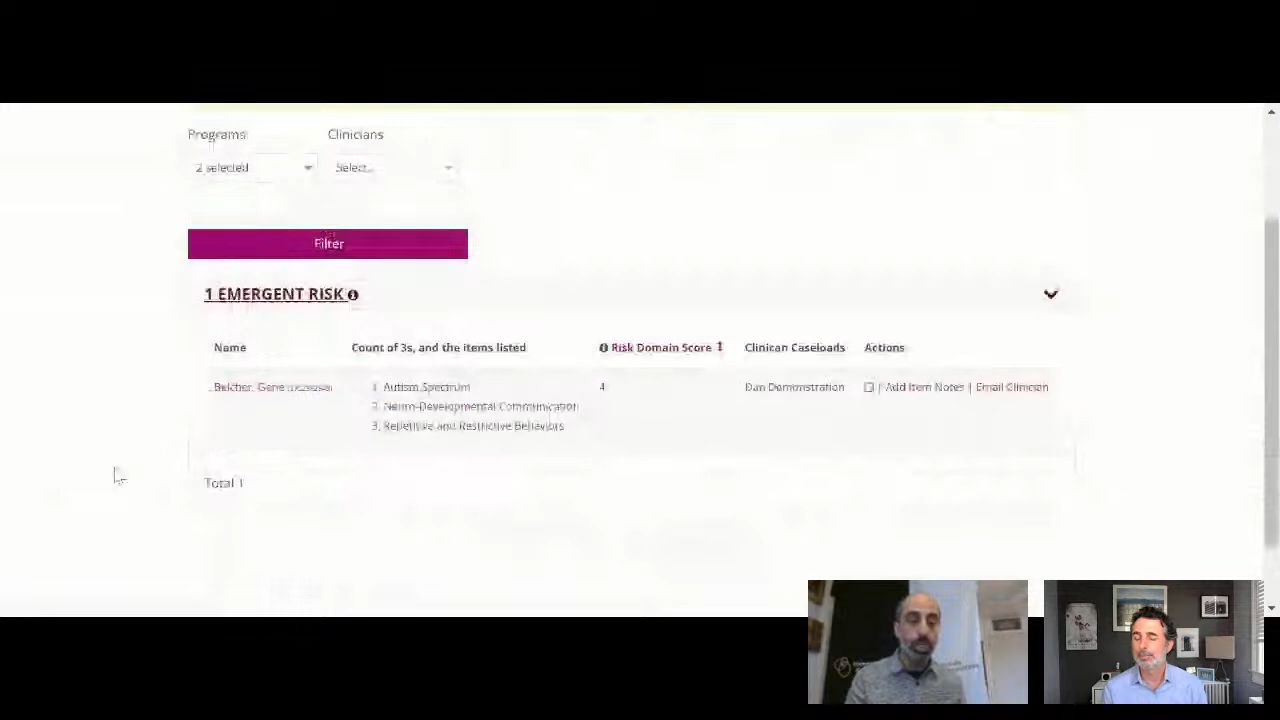 Programs Clinicians
2 selected Select...
Filter
1 EMERGENT RISK
Name Count of 3s, and the items listed Risk Domain Score Clinican Caseloads Actions
Belcher, Gene 1. Autism Spectrum 4 Dan Demonstration | Add Item Notes | Email Clinician
2. Neuro-Developmental Communication
3. Repetitive and Restrictive Behaviors
Total 1